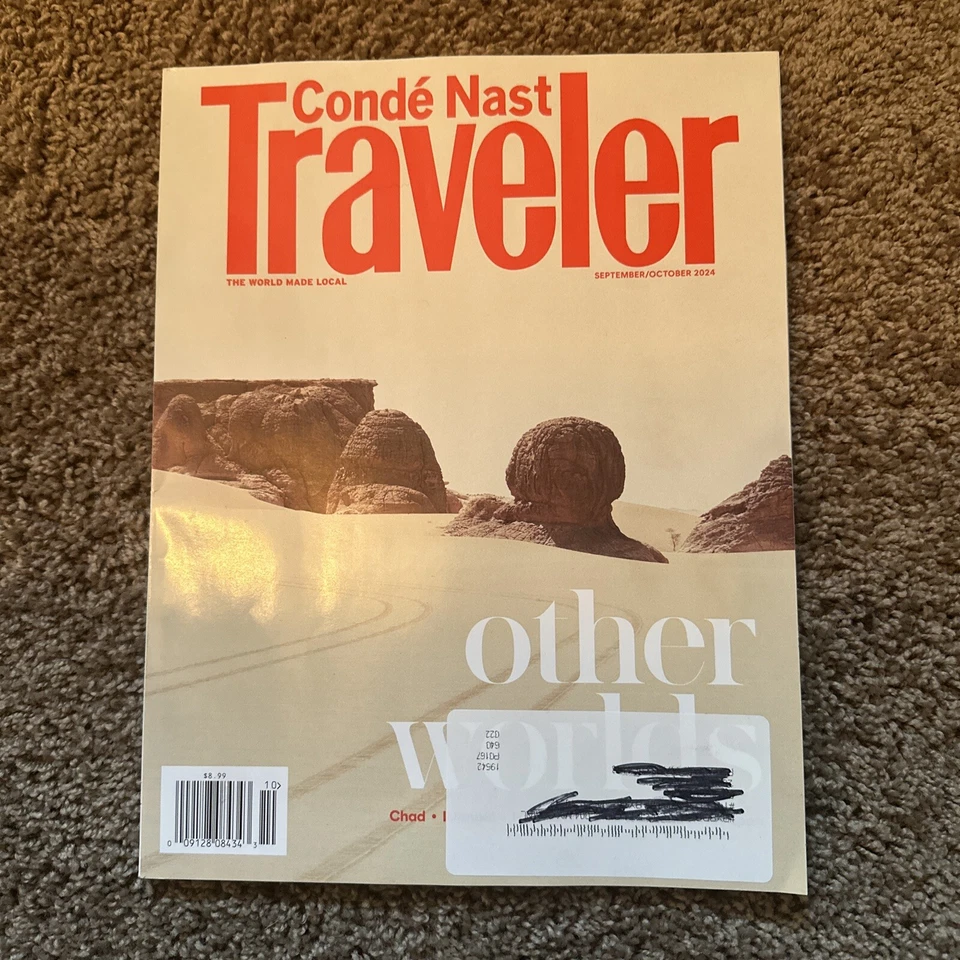 Condé Nast
Traveler
THE WORLD MADE LOCAL
SEPTEMBER/OCTOBER 2024
other
worlds
022
640
P0167
19542
$8.99
10>
Chad •
0 09128 08434 3